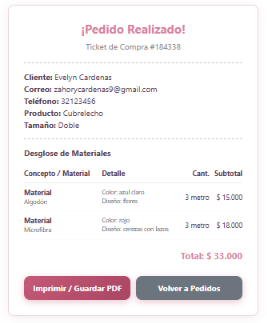 ¡Pedido Realizado!
Ticket de Compra #184338
Cliente: Evelyn Cardenas
Correo: zahorycardenas9@gmail.com
Teléfono: 32123456
Producto: Cubrelecho
Tamaño: Doble
Desglose de Materiales
Concepto / Material Detalle Cant. Subtotal
Material Color: azul claro 3 metro $ 15.000
Algodón Diseño: flores
Material Color: rojo 3 metro $ 18.000
Microfibra Diseño: cerezas con lazos
Total: $ 33.000
Imprimir / Guardar PDF Volver a Pedidos